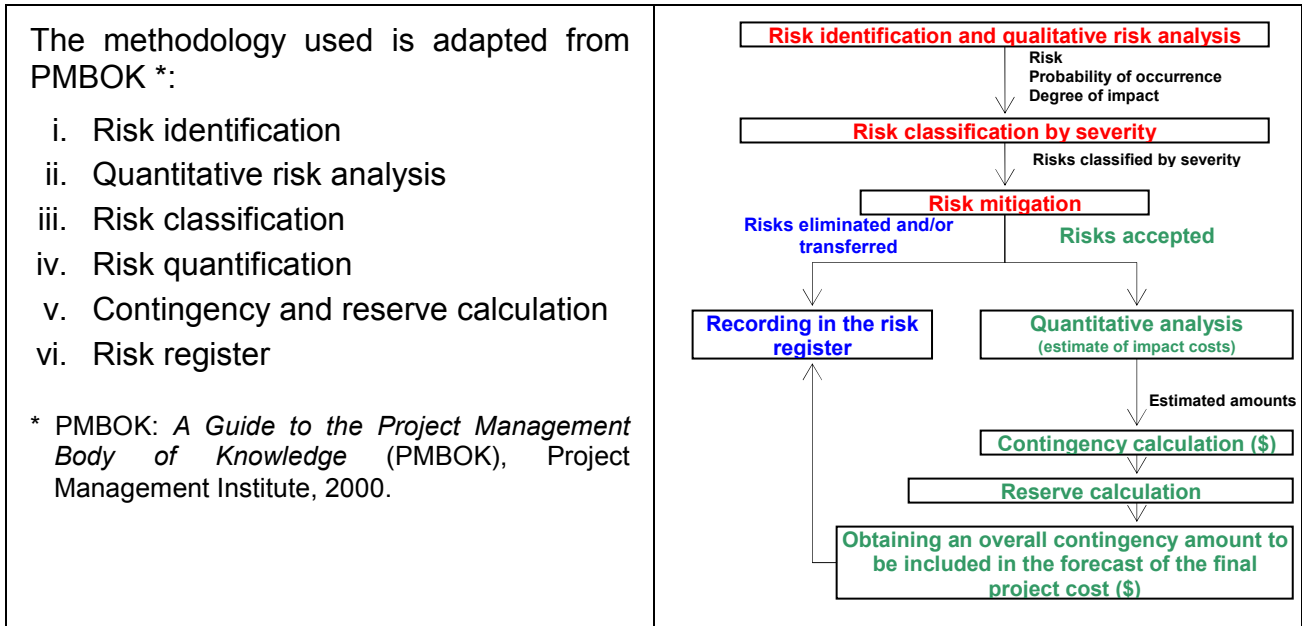 The methodology used is adapted from
PMBOK *:
i. Risk identification
ii. Quantitative risk analysis
iii. Risk classification
iv. Risk quantification
v. Contingency and reserve calculation
vi. Risk register
* PMBOK: A Guide to the Project Management
Body of Knowledge (PMBOK), Project
Management Institute, 2000.
Risk identification and qualitative risk analysis
Risk
Probability of occurrence
Degree of impact
Risk classification by severity
Risks classified by severity
Risk mitigation
Risks eliminated and/or
transferred
Risks accepted
Recording in the risk
register
Quantitative analysis
(estimate of impact costs)
Estimated amounts
Contingency calculation ($)
Reserve calculation
Obtaining an overall contingency amount to
be included in the forecast of the final
project cost ($)